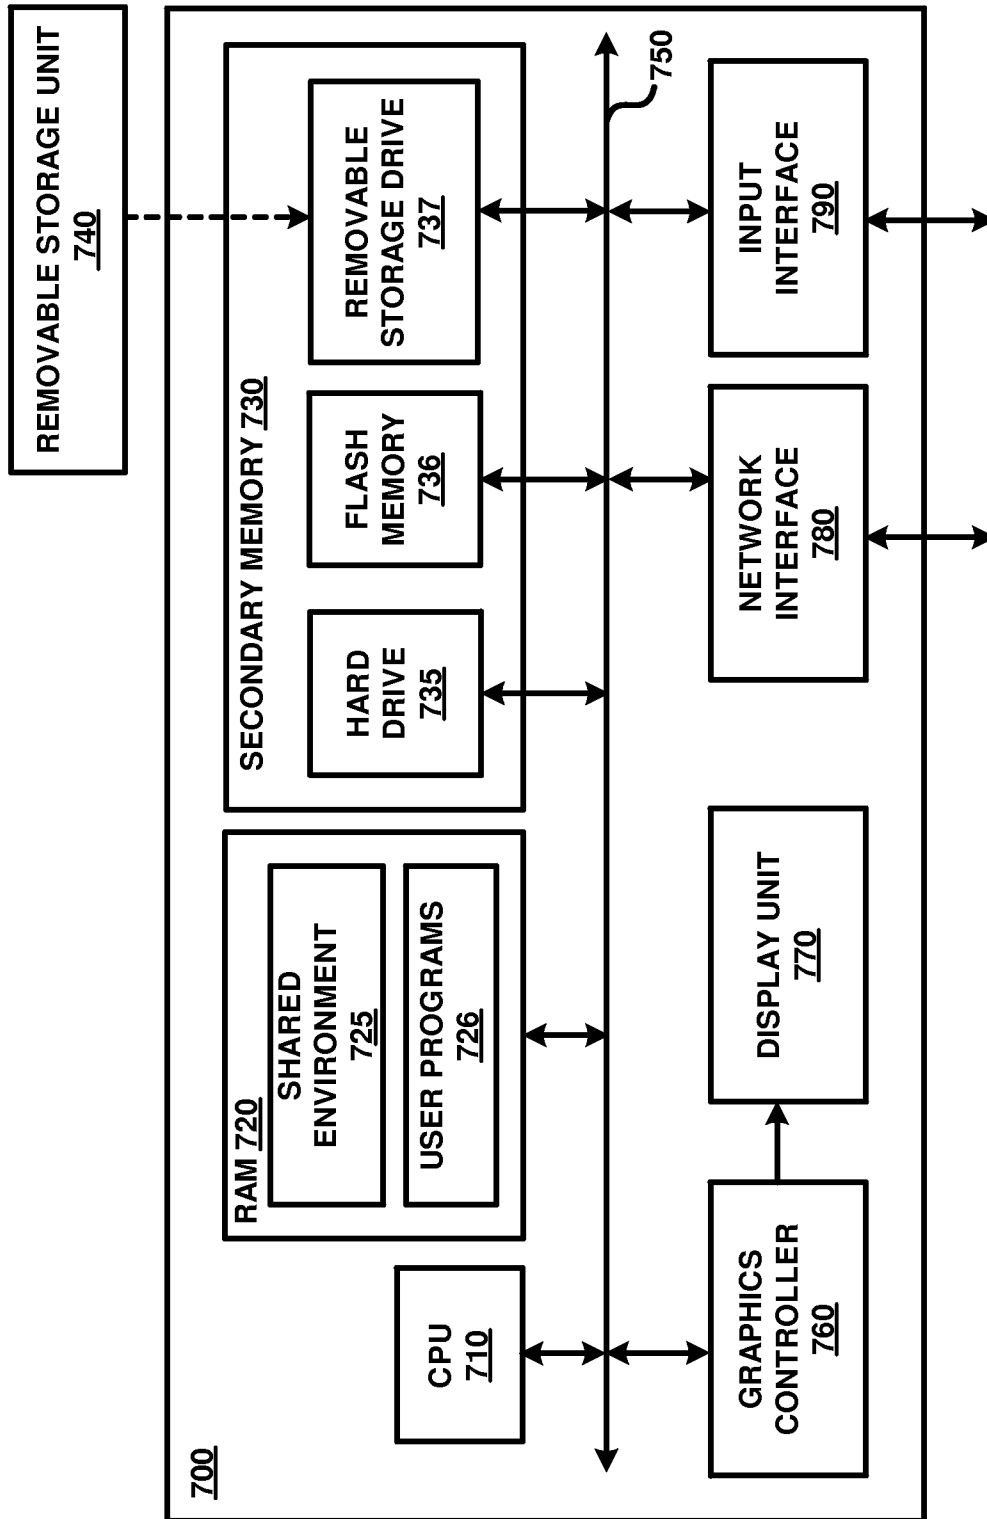 700
CPU
710
RAM 720
SHARED
ENVIRONMENT
725
USER PROGRAMS
726
SECONDARY MEMORY 730
HARD
DRIVE
735
FLASH
MEMORY
736
REMOVABLE
STORAGE DRIVE
737
REMOVABLE STORAGE UNIT
740
750
GRAPHICS
CONTROLLER
760
DISPLAY UNIT
770
NETWORK
INTERFACE
780
INPUT
INTERFACE
790